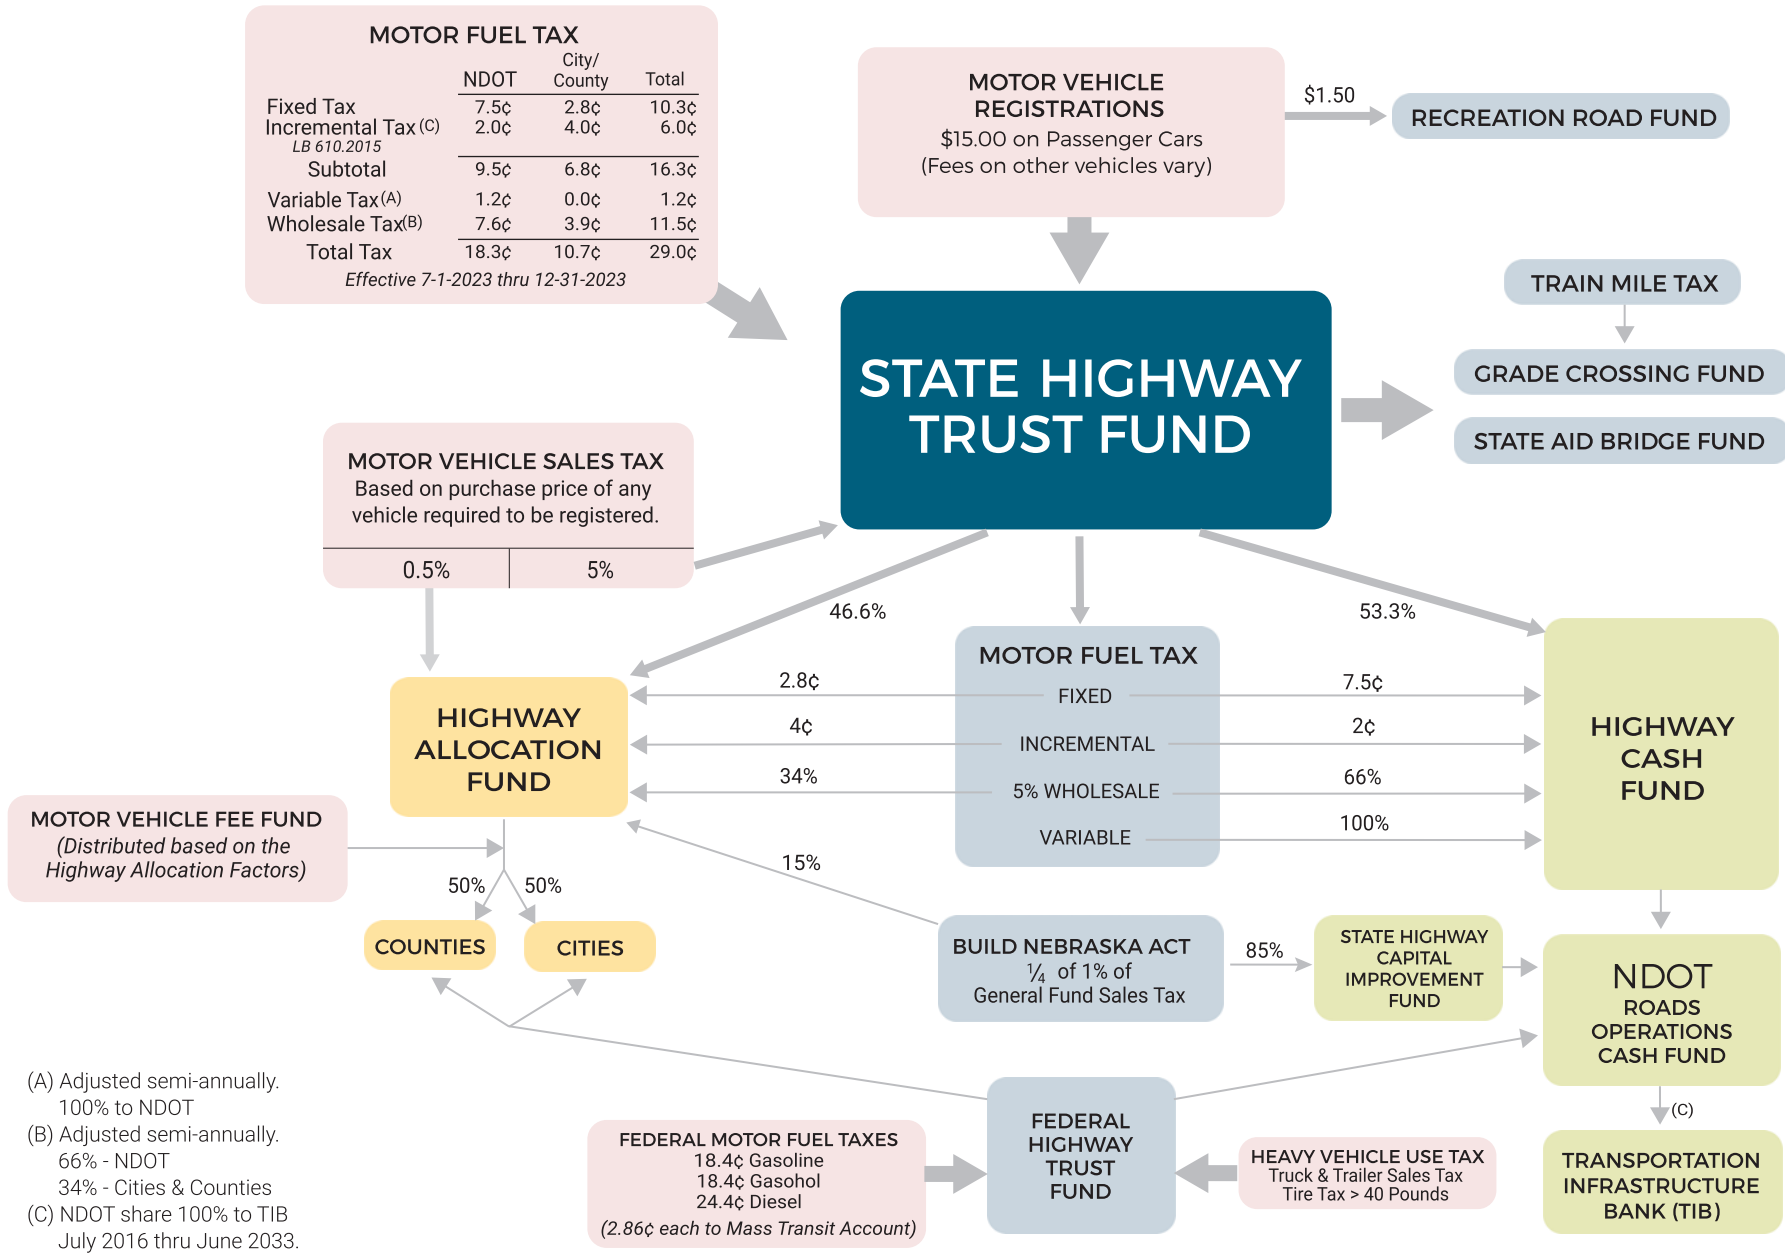 MOTOR FUEL TAX
NDOT City/ County Total
Fixed Tax 7.5¢ 2.8¢ 10.3¢
Incremental Tax (C) 2.0¢ 4.0¢ 6.0¢
LB 610.2015
Subtotal 9.5¢ 6.8¢ 16.3¢
Variable Tax (A) 1.2¢ 0.0¢ 1.2¢
Wholesale Tax(B) 7.6¢ 3.9¢ 11.5¢
Total Tax 18.3¢ 10.7¢ 29.0¢
Effective 7-1-2023 thru 12-31-2023
MOTOR VEHICLE
REGISTRATIONS
$15.00 on Passenger Cars
(Fees on other vehicles vary)
$1.50
RECREATION ROAD FUND
TRAIN MILE TAX
GRADE CROSSING FUND
STATE AID BRIDGE FUND
STATE HIGHWAY
TRUST FUND
MOTOR VEHICLE SALES TAX
Based on purchase price of any
vehicle required to be registered.
0.5% 5%
46.6%
53.3%
MOTOR FUEL TAX
2.8¢ FIXED 7.5¢
4¢ INCREMENTAL 2¢
34% 5% WHOLESALE 66%
VARIABLE 100%
HIGHWAY
ALLOCATION
FUND
HIGHWAY
CASH
FUND
MOTOR VEHICLE FEE FUND
(Distributed based on the
Highway Allocation Factors)
50% 50%
COUNTIES
CITIES
15%
BUILD NEBRASKA ACT
¼ of 1% of
General Fund Sales Tax
85%
STATE HIGHWAY
CAPITAL
IMPROVEMENT
FUND
NDOT
ROADS
OPERATIONS
CASH FUND
(C)
TRANSPORTATION
INFRASTRUCTURE
BANK (TIB)
FEDERAL
HIGHWAY
TRUST
FUND
FEDERAL MOTOR FUEL TAXES
18.4¢ Gasoline
18.4¢ Gasohol
24.4¢ Diesel
(2.86¢ each to Mass Transit Account)
HEAVY VEHICLE USE TAX
Truck & Trailer Sales Tax
Tire Tax > 40 Pounds
(A) Adjusted semi-annually.
100% to NDOT
(B) Adjusted semi-annually.
66% - NDOT
34% - Cities & Counties
(C) NDOT share 100% to TIB
July 2016 thru June 2033.